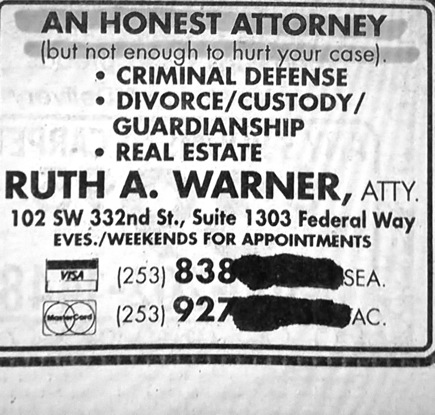 AN HONEST ATTORNEY
(but not enough to hurt your case).
• CRIMINAL DEFENSE
• DIVORCE/CUSTODY/
GUARDIANSHIP
• REAL ESTATE
RUTH A. WARNER, ATTY.
102 SW 332nd St., Suite 1303 Federal Way
EVES./WEEKENDS FOR APPOINTMENTS
VISA (253) 838 SEA.
MasterCard (253) 927 AC.